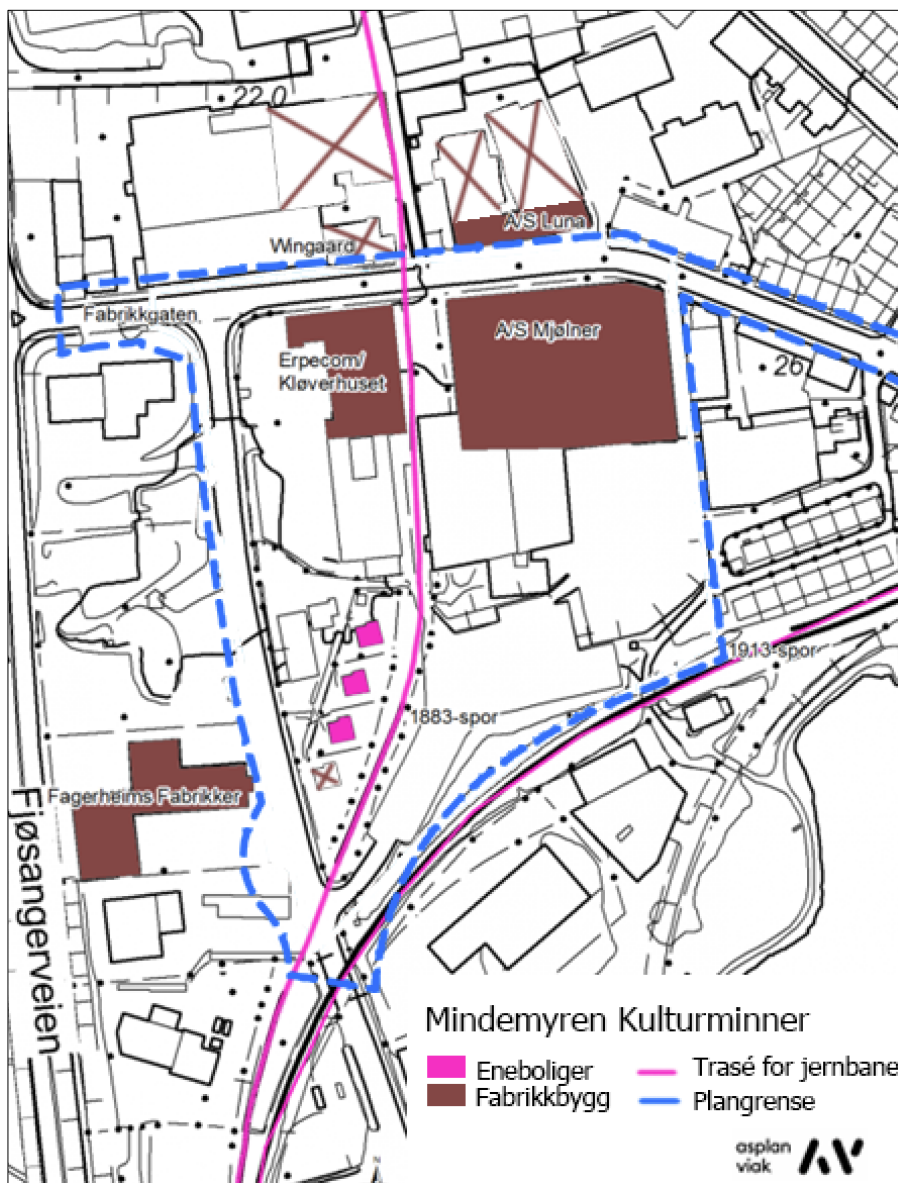 22.0
A/S Luna
Wingaard
Fabrikkgaten
A/S Mjølner
Erpecom/
Kløverhuset
26
1913-spor
1883-spor
Fagerheims Fabrikker
Fjøsangerveien
Mindemyren Kulturminner
Eneboliger
Fabrikkbygg
Trasé for jernbane
Plangrense
asplan
viak
N